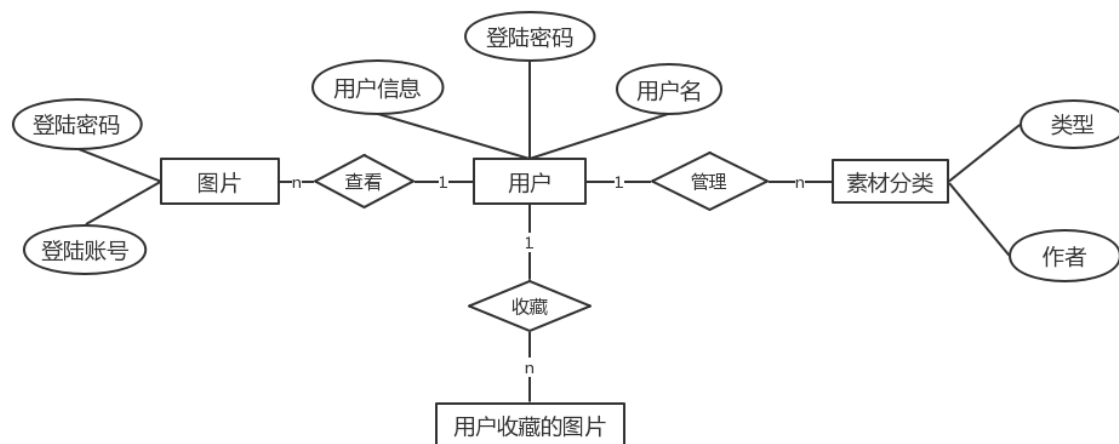 登陆密码
用户信息
用户名
登陆密码
类型
图片
n
查看
1
用户
1
管理
n
素材分类
登陆账号
1
作者
收藏
n
用户收藏的图片